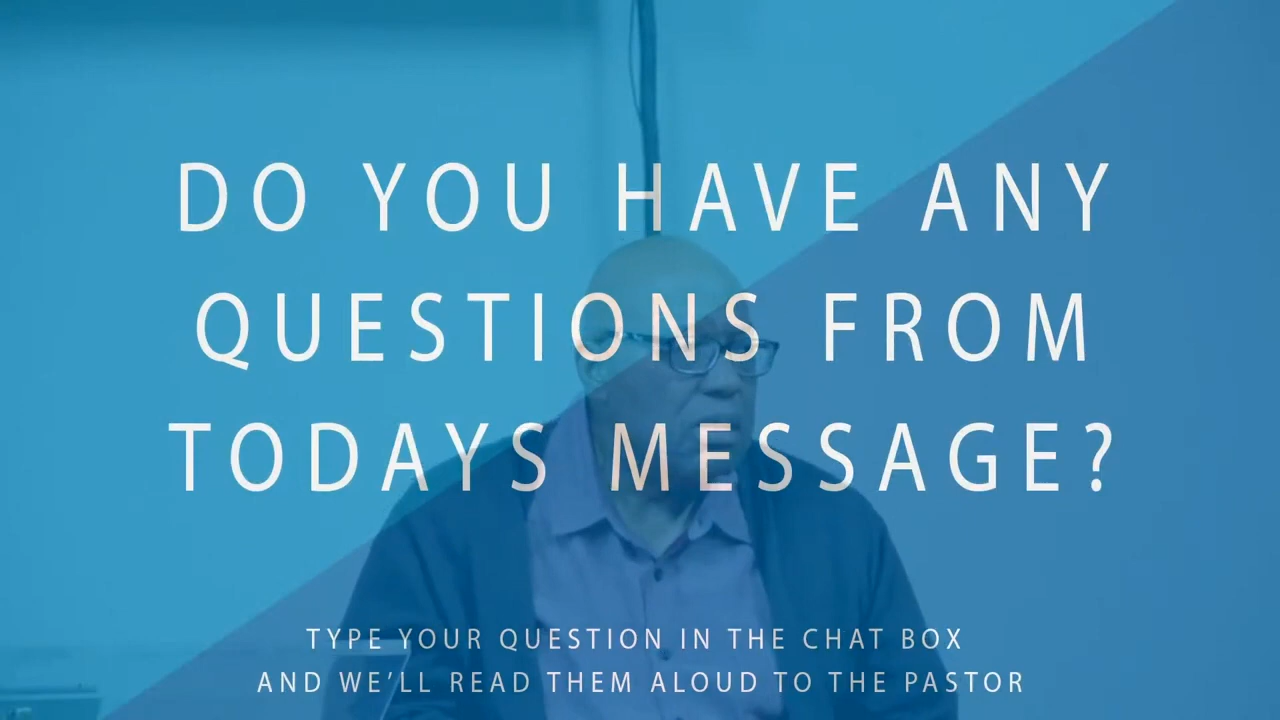 DO YOU HAVE ANY
QUESTIONS FROM
TODAYS MESSAGE?
TYPE YOUR QUESTION IN THE CHAT BOX
AND WE'LL READ THEM ALOUD TO THE PASTOR